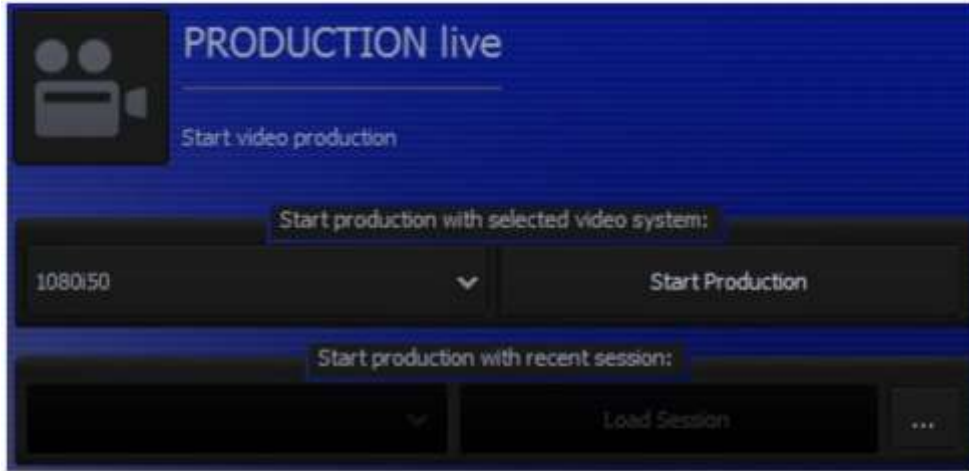 PRODUCTION live
Start video production
Start production with selected video system:
1080i50
Start Production
Start production with recent session:
Load Session
...